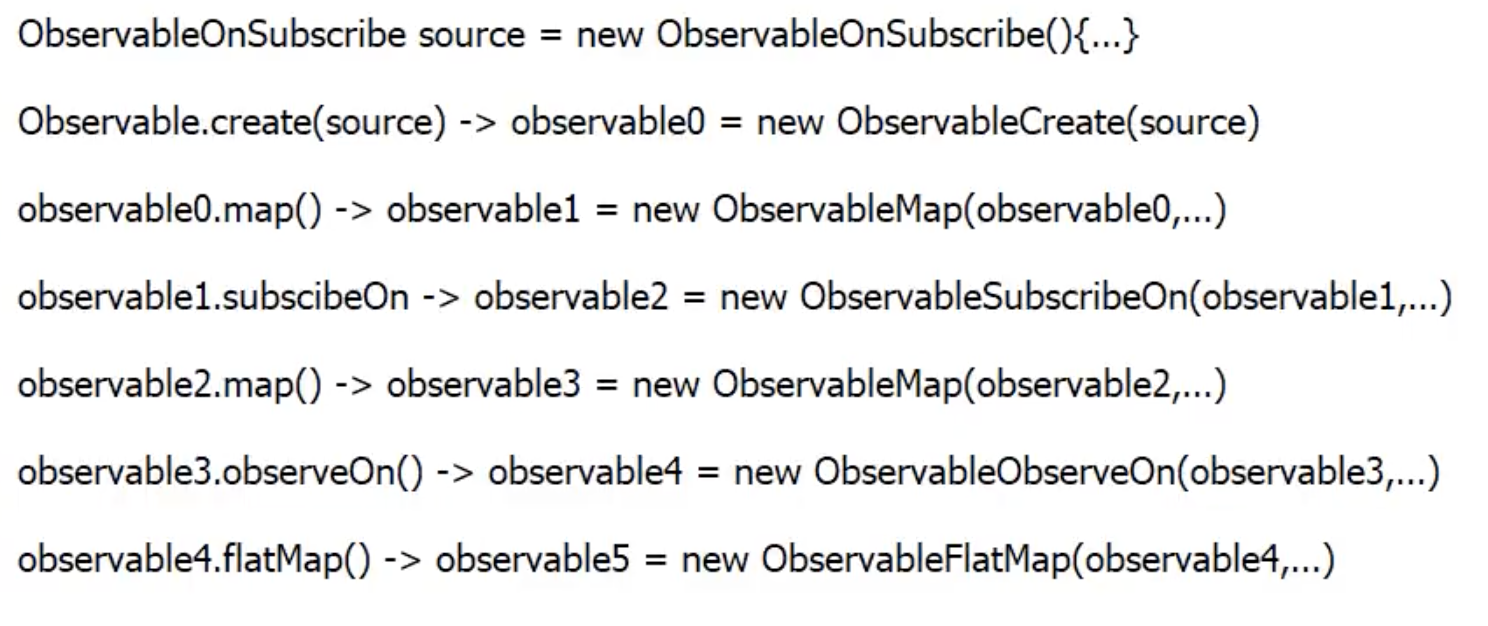 ObservableOnSubscribe source = new ObservableOnSubscribe(){...}
Observable.create(source) -> observable0 = new ObservableCreate(source)
observable0.map() -> observable1 = new ObservableMap(observable0,...)
observable1.subscibeOn -> observable2 = new ObservableSubscribeOn(observable1,...)
observable2.map() -> observable3 = new ObservableMap(observable2,...)
observable3.observeOn() -> observable4 = new ObservableObserveOn(observable3,...)
observable4.flatMap() -> observable5 = new ObservableFlatMap(observable4,...)